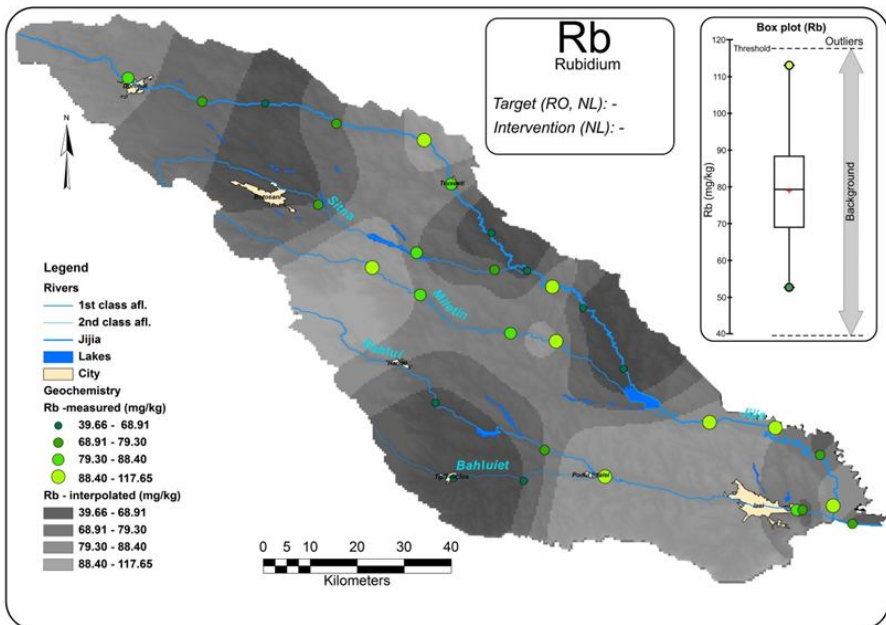 Rb
Rubidium
Target (RO, NL): -
Intervention (NL): -
Box plot (Rb)
Outliers
Threshold
120
110
100
90
80
70
60
50
40
Rb (mg/kg)
Background
N
Botosani
Sitna
Miletin
Bahlui
Bahluiet
Jijia
Iasi
Legend
Rivers
1st class afl.
2nd class afl.
Jijia
Lakes
City
Geochemistry
Rb -measured (mg/kg)
39.66 - 68.91
68.91 - 79.30
79.30 - 88.40
88.40 - 117.65
Rb - interpolated (mg/kg)
39.66 - 68.91
68.91 - 79.30
79.30 - 88.40
88.40 - 117.65
0 5 10 20 30 40
Kilometers